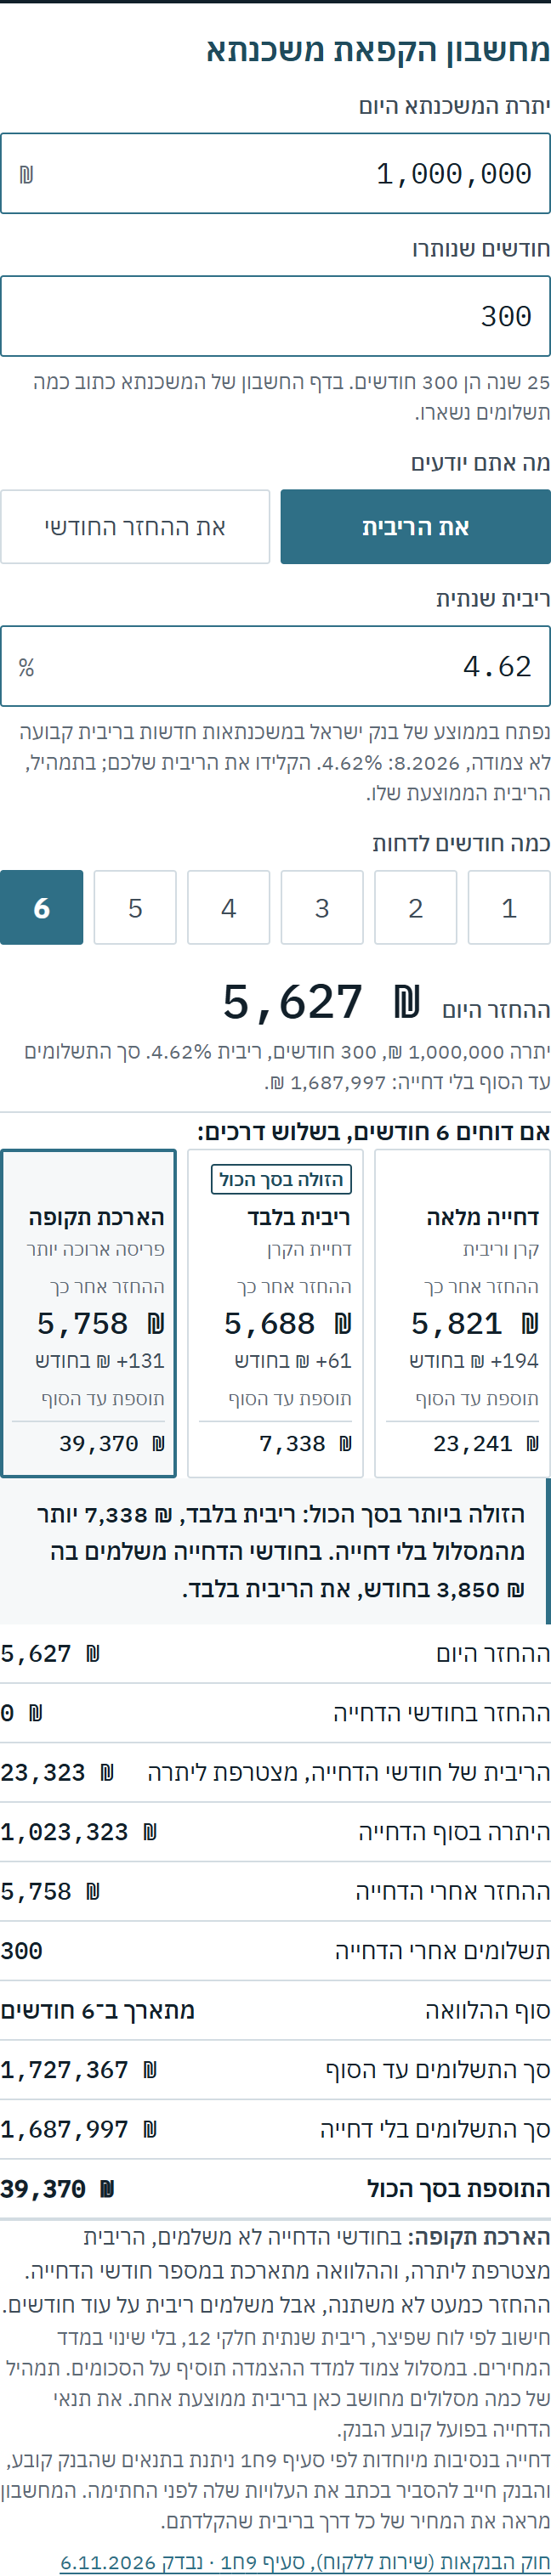 מחשבון הקפאת משכנתא
יתרת המשכנתא היום
1,000,000 ₪
חודשים שנותרו
300
25 שנה הן 300 חודשים. בדף החשבון של המשכנתא כתוב כמה
תשלומים נשארו.
מה אתם יודעים
את הריבית
את ההחזר החודשי
ריבית שנתית
4.62 %
נפתח בממוצע של בנק ישראל במשכנתאות חדשות בריבית קבועה
לא צמודה, 8.2026: 4.62%. הקלידו את הריבית שלכם; בתמהיל,
הריבית הממוצעת שלו.
כמה חודשים לדחות
1 2 3 4 5 6
ההחזר היום ₪ 5,627
יתרה 1,000,000 ₪, 300 חודשים, ריבית 4.62%. סך התשלומים
עד הסוף בלי דחייה: 1,687,997 ₪.
אם דוחים 6 חודשים, בשלוש דרכים:
דחייה מלאה
קרן וריבית
ההחזר אחר כך
₪ 5,821
+194 ₪ בחודש
תוספת עד הסוף
₪ 23,241
הזולה בסך הכול
ריבית בלבד
דחיית הקרן
ההחזר אחר כך
₪ 5,688
+61 ₪ בחודש
תוספת עד הסוף
₪ 7,338
הארכת תקופה
פריסה ארוכה יותר
ההחזר אחר כך
₪ 5,758
+131 ₪ בחודש
תוספת עד הסוף
₪ 39,370
הזולה ביותר בסך הכול: ריבית בלבד, ₪ 7,338 יותר
מהמסלול בלי דחייה. בחודשי הדחייה משלמים בה
₪ 3,850 בחודש, את הריבית בלבד.
ההחזר היום ₪ 5,627
ההחזר בחודשי הדחייה ₪ 0
הריבית של חודשי הדחייה, מצטרפת ליתרה ₪ 23,323
היתרה בסוף הדחייה ₪ 1,023,323
ההחזר אחרי הדחייה ₪ 5,758
תשלומים אחרי הדחייה 300
סוף ההלוואה מתארך ב־6 חודשים
סך התשלומים עד הסוף ₪ 1,727,367
סך התשלומים בלי דחייה ₪ 1,687,997
התוספת בסך הכול ₪ 39,370
הארכת תקופה: בחודשי הדחייה לא משלמים, הריבית
מצטרפת ליתרה, וההלוואה מתארכת במספר חודשי הדחייה.
ההחזר כמעט לא משתנה, אבל משלמים ריבית על עוד חודשים.
חישוב לפי לוח שפיצר, ריבית שנתית חלקי 12, בלי שינוי במדד
המחירים. במסלול צמוד למדד ההצמדה תוסיף על הסכומים. תמהיל
של כמה מסלולים מחושב כאן בריבית ממוצעת אחת. את תנאי
הדחייה בפועל קובע הבנק.
דחייה בנסיבות מיוחדות לפי סעיף 9ח1 ניתנת בתנאים שהבנק קובע,
והבנק חייב להסביר בכתב את העלויות שלה לפני החתימה. המחשבון
מראה את המחיר של כל דרך בריבית שהקלדתם.
חוק הבנקאות (שירות ללקוח), סעיף 9ח1 · נבדק 6.11.2026